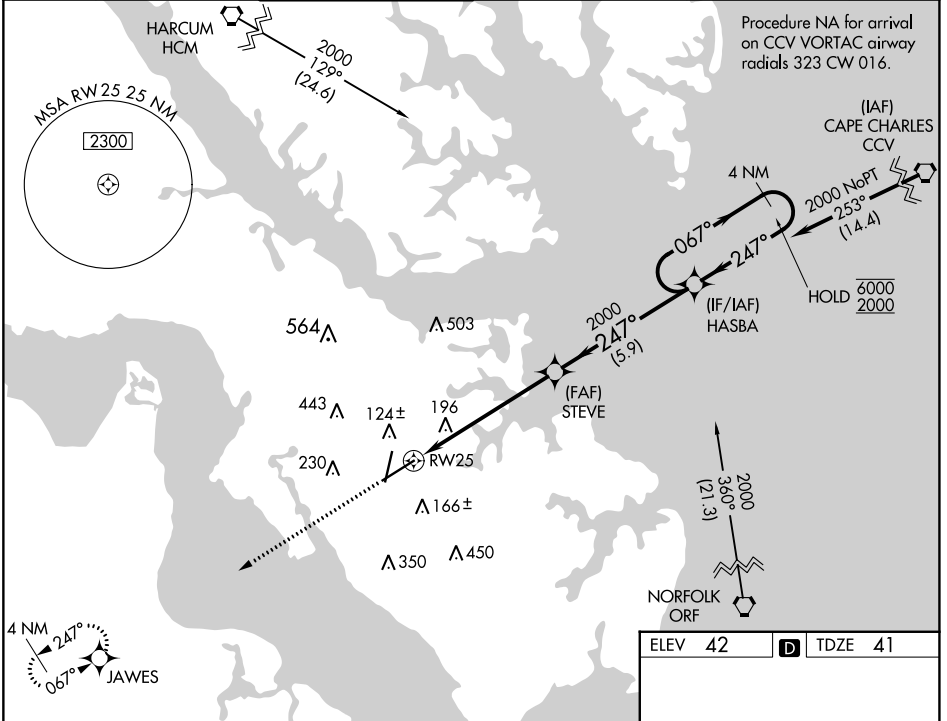 HARCUM
HCM
2000
129°
(24.6)
Procedure NA for arrival
on CCV VORTAC airway
radials 323 CW 016.
MSA RW 25 25 NM
2300
(IAF)
CAPE CHARLES
CCV
4 NM
2000 NoPT
253°
(14.4)
067°
247°
HOLD
6000
2000
(IF/IAF)
HASBA
2000
247°
(5.9)
(FAF)
STEVE
564
503
443
124±
196
230
RW25
166±
350
450
2000
360°
(21.3)
NORFOLK
ORF
4 NM
247°
067°
JAWES
ELEV 42 D TDZE 41